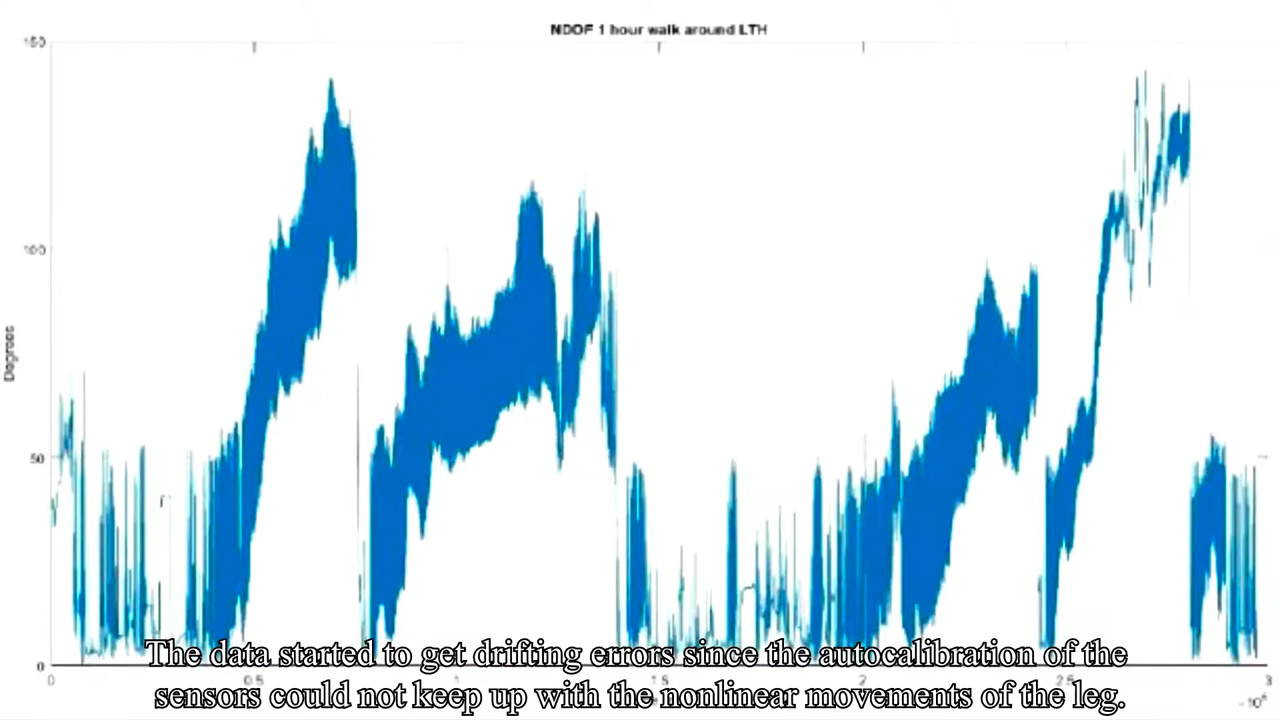 NDOF 1 hour walk around LTH
150
100
50
0
Degrees
0 0.5 1 1.5 2 2.5 3
The data started to get drifting errors since the autocalibration of the
sensors could not keep up with the nonlinear movements of the leg.